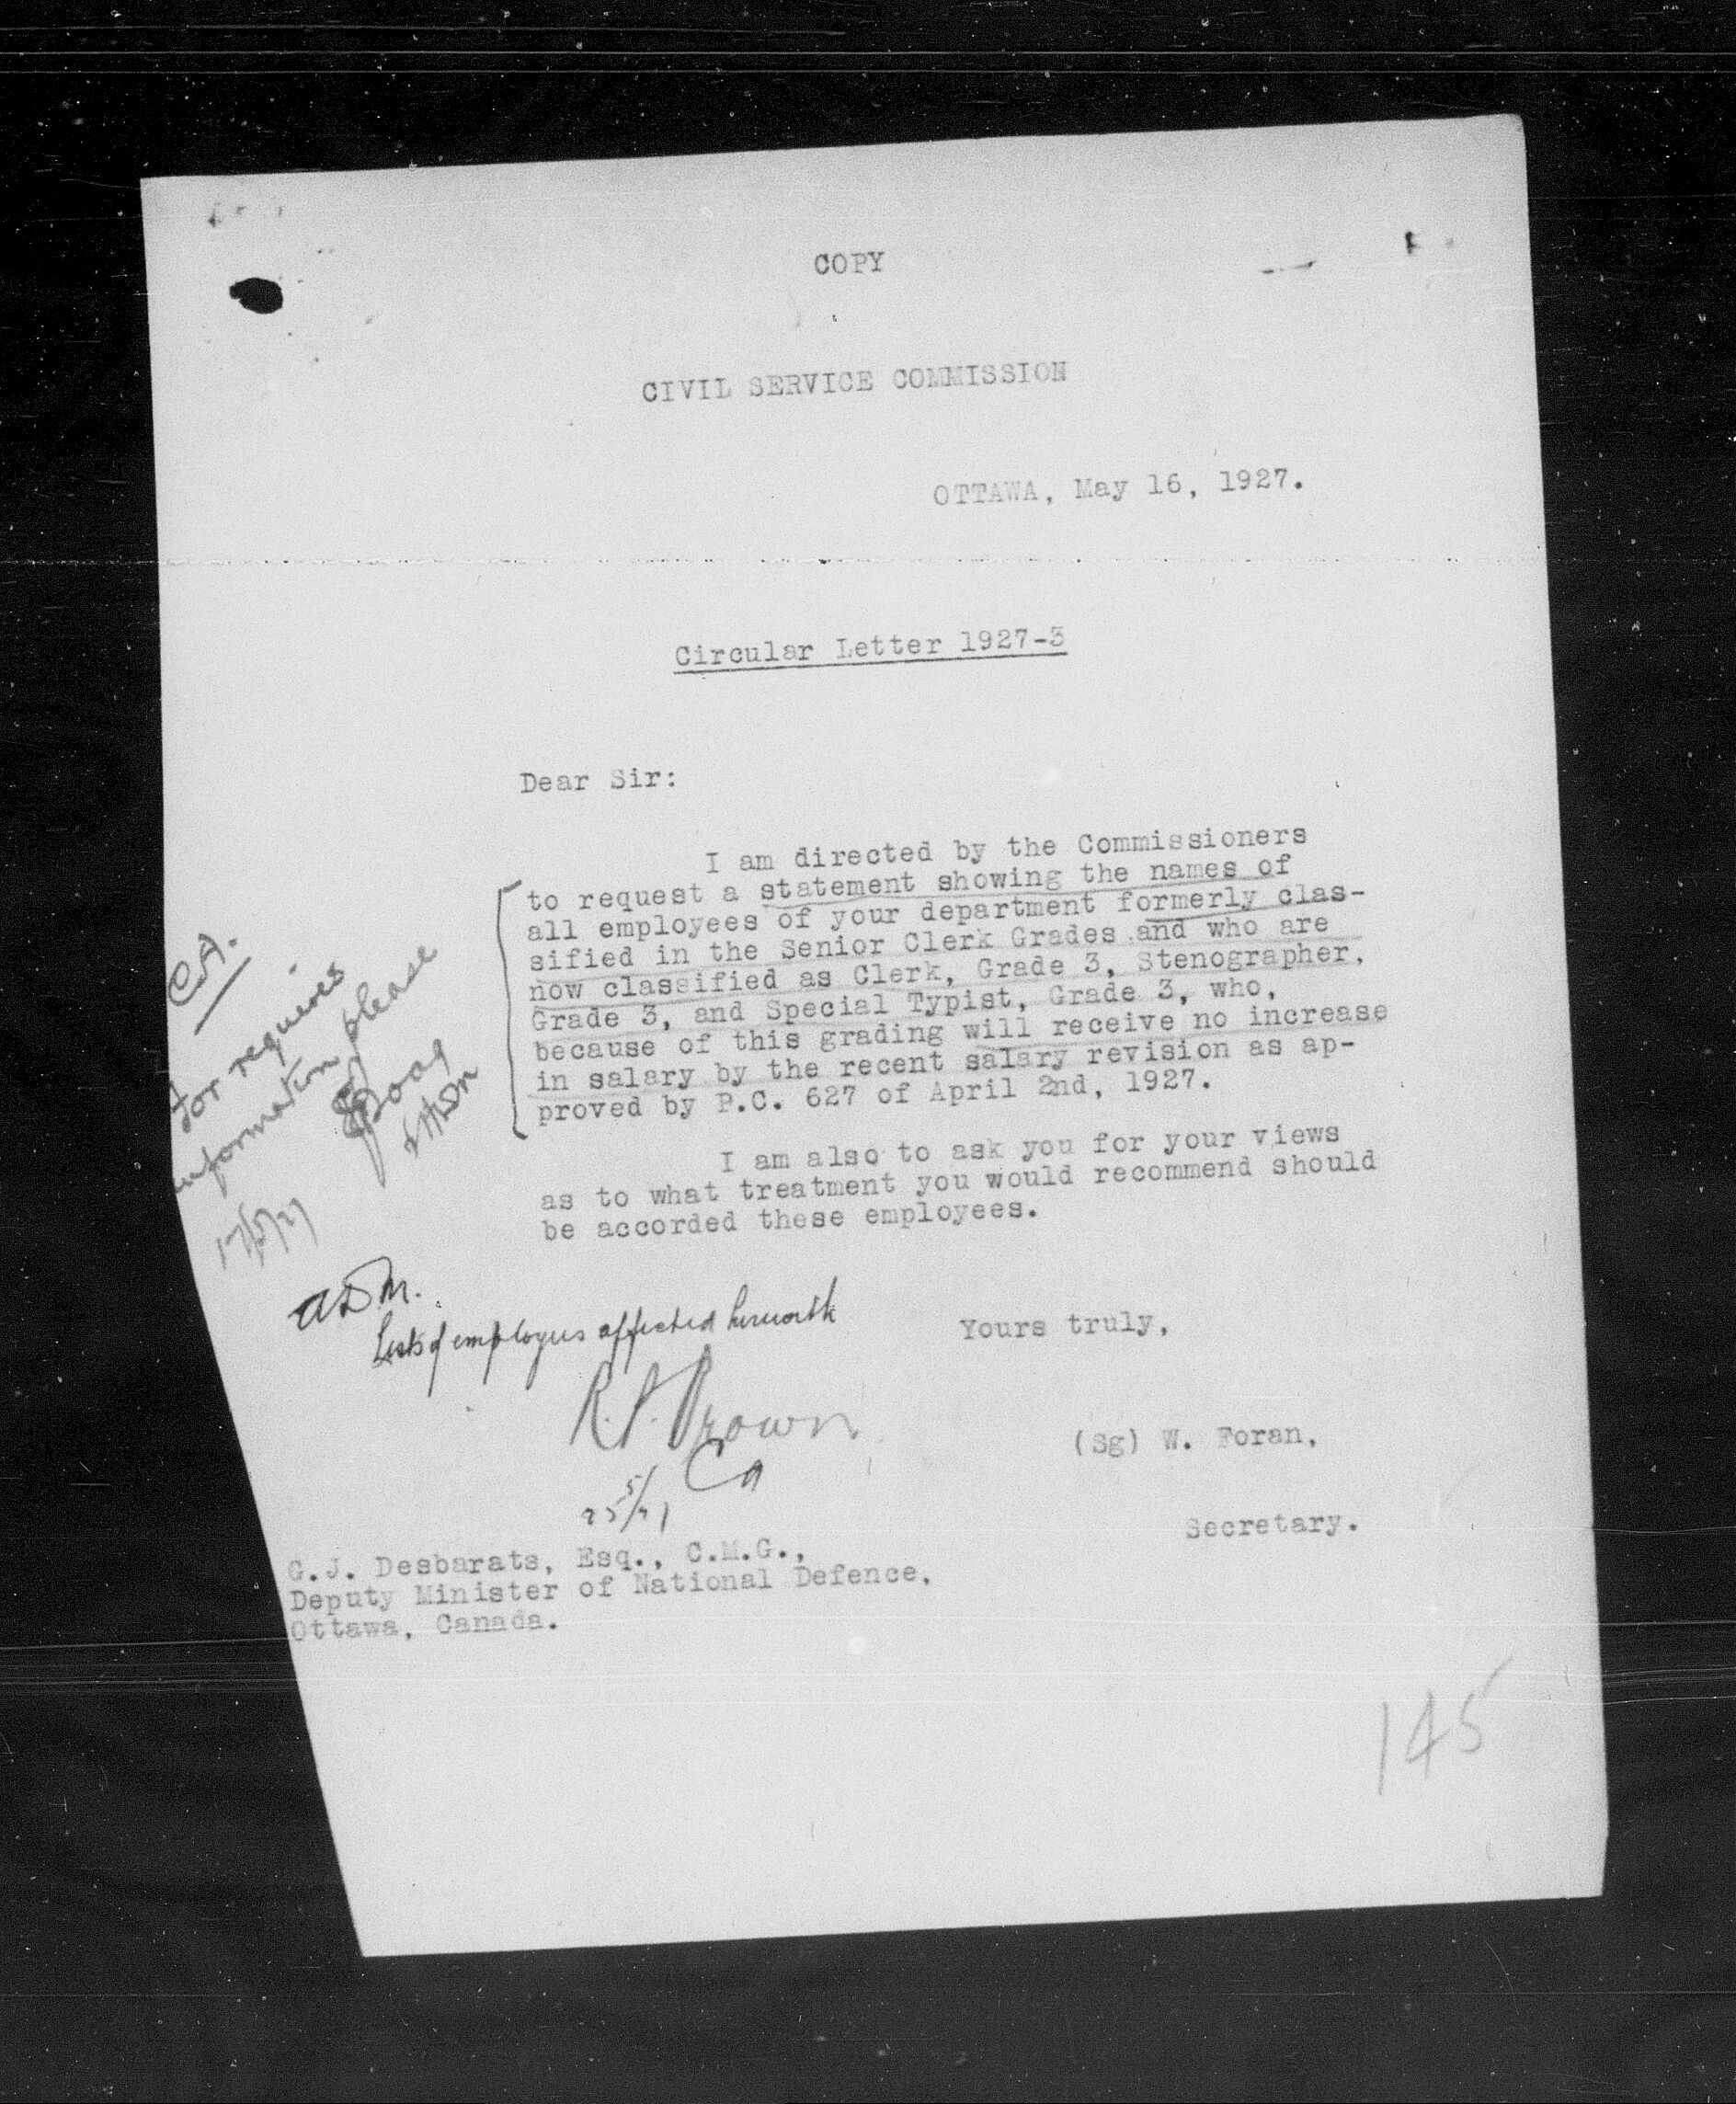 COPY
CIVIL SERVICE COMMISSION
OTTAWA, May 16, 1927.
Circular Letter 1927-3
Dear Sir:
I am directed by the Commissioners
to request a statement showing the names of
all employees of your department formerly clas-
sified in the Senior Clerk Grades and who are
now classified as Clerk, Grade 3, Stenographer,
Grade 3, and Special Typist, Grade 3, who,
because of this grading will receive no increase
in salary by the recent salary revision as ap-
proved by P.C. 627 of April 2nd, 1927.
I am also to ask you for your views
as to what treatment you would recommend should
be accorded these employees.
C.A.
for requires
information please
17/5/27
A.D.M.
Lists of employees affected herewith
R.P. Brown
CA
25 5/27
Yours truly,
(Sg) W. Foran,
Secretary.
G.J. Desbarats, Esq., C.M.G.,
Deputy Minister of National Defence,
Ottawa, Canada.
145